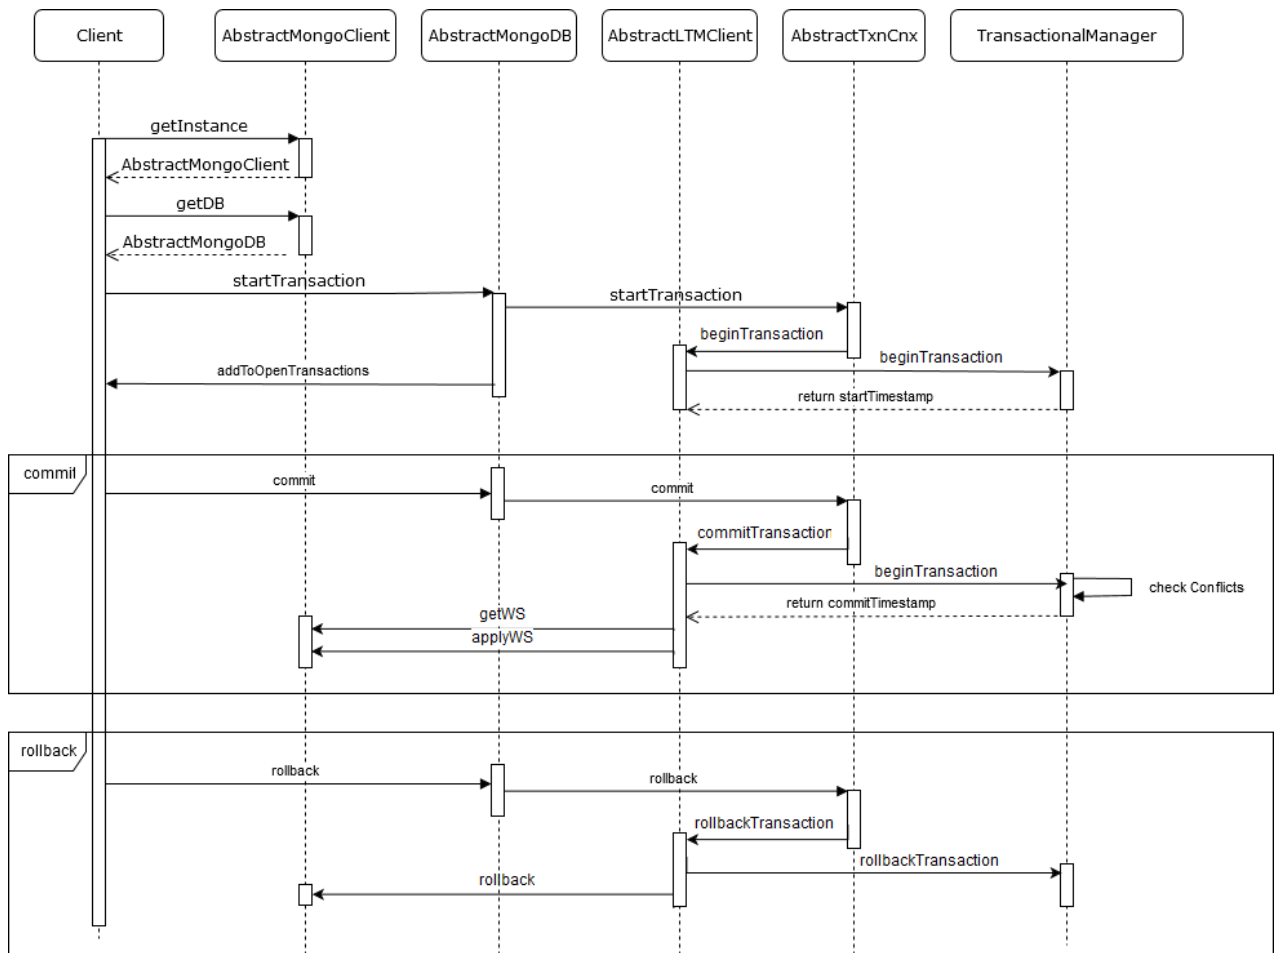 Client
AbstractMongoClient
AbstractMongoDB
AbstractLTMClient
AbstractTxnCnx
TransactionalManager
getInstance
AbstractMongoClient
getDB
AbstractMongoDB
startTransaction
startTransaction
beginTransaction
beginTransaction
addToOpenTransactions
return startTimestamp
commit
commit
commit
commitTransaction
beginTransaction
check Conflicts
return commitTimestamp
getWS
applyWS
rollback
rollback
rollback
rollbackTransaction
rollbackTransaction
rollback